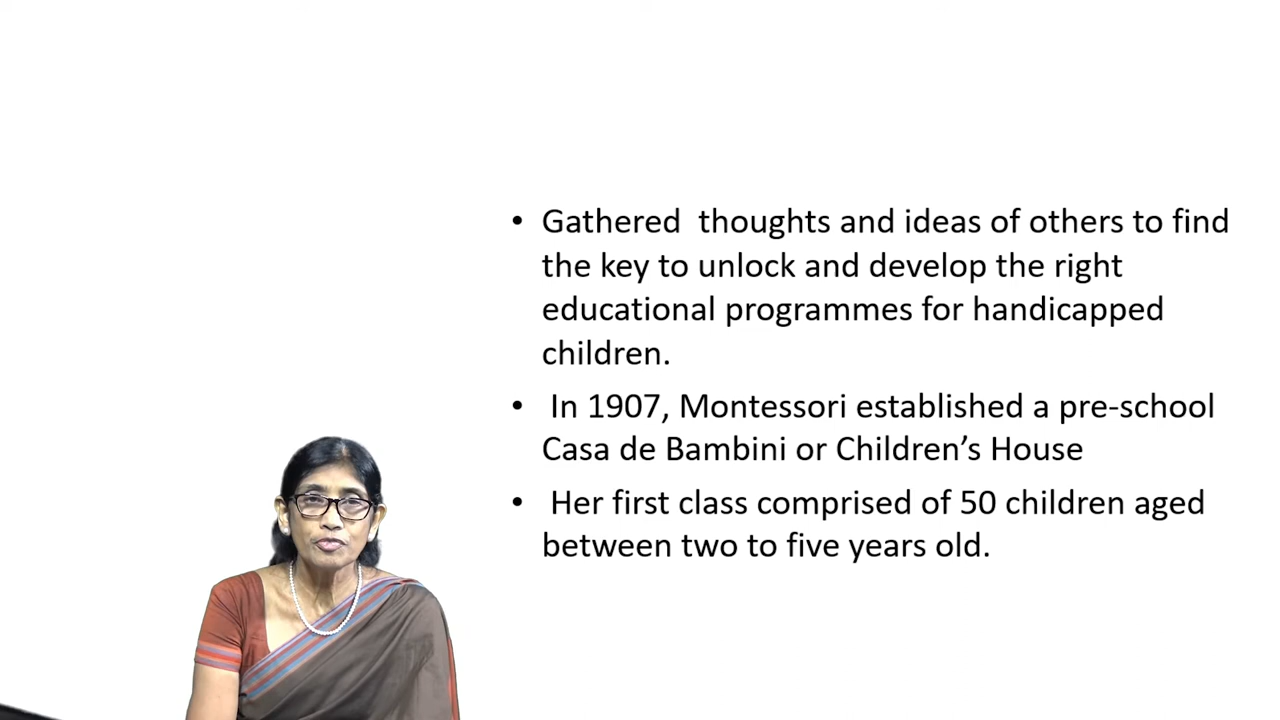 • Gathered  thoughts and ideas of others to find
the key to unlock and develop the right
educational programmes for handicapped
children.
•  In 1907, Montessori established a pre-school
Casa de Bambini or Children’s House
•  Her first class comprised of 50 children aged
between two to five years old.